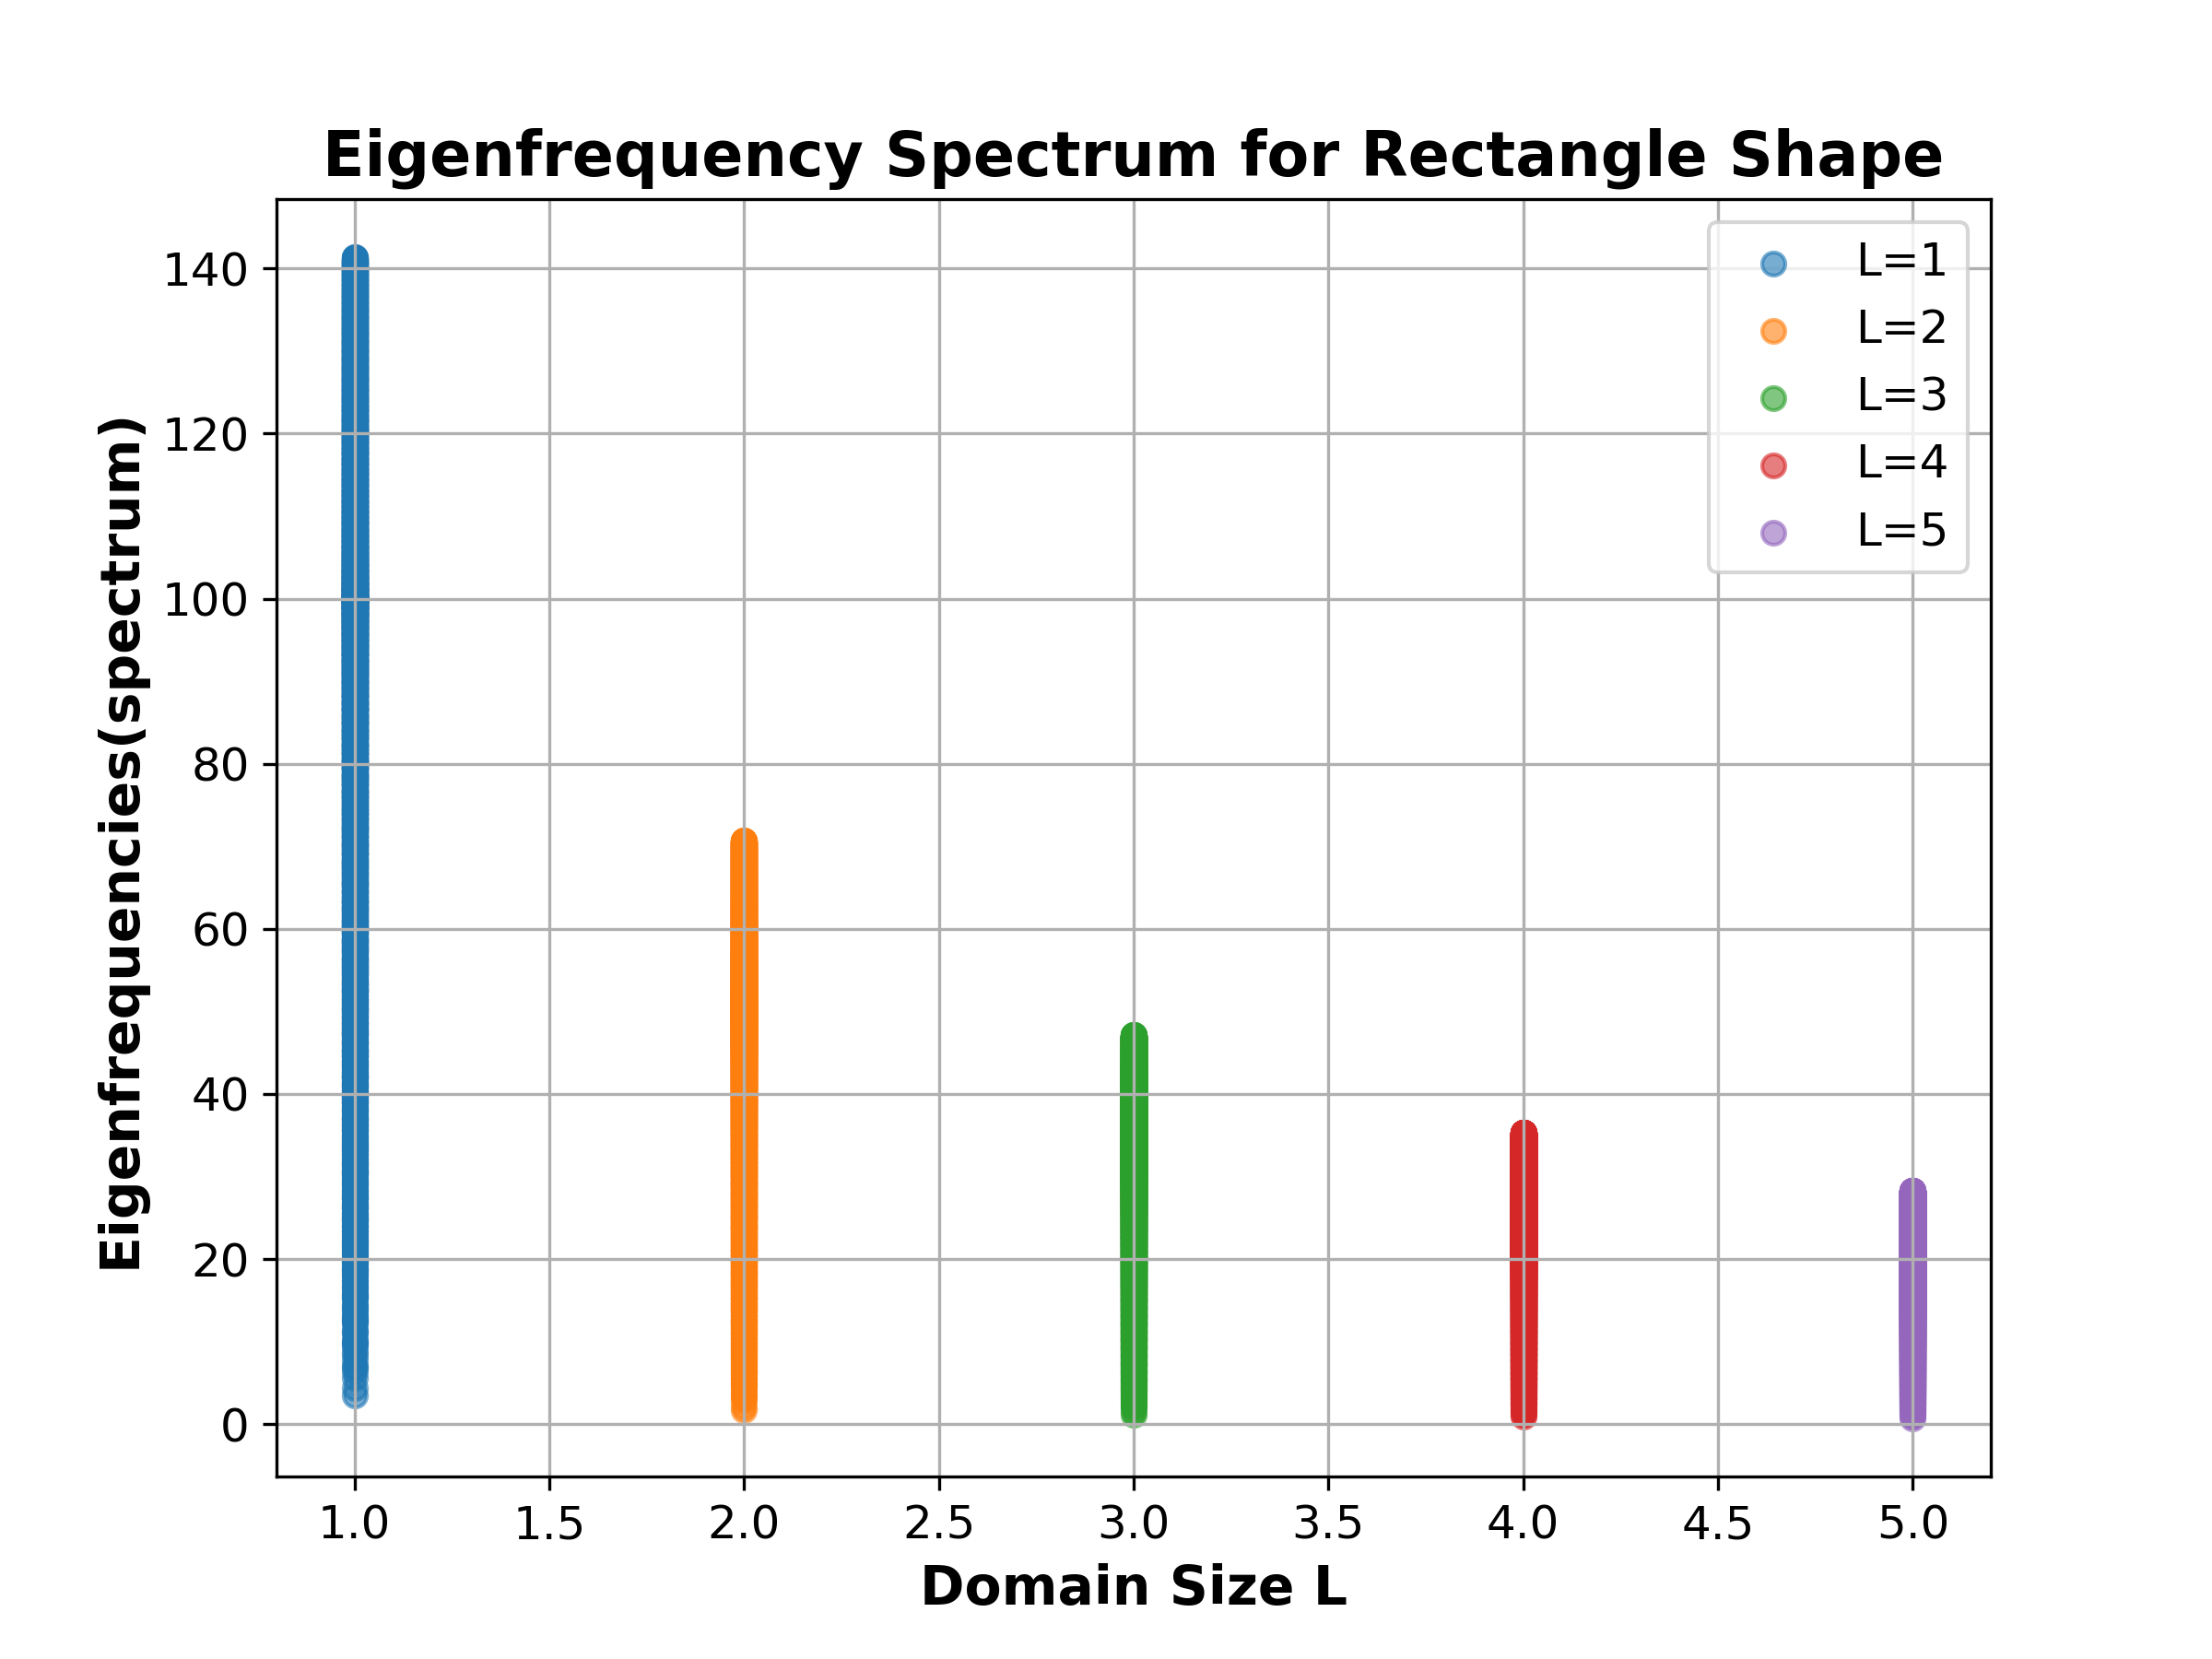 Eigenfrequency Spectrum for Rectangle Shape
Eigenfrequencies(spectrum)
140
120
100
80
60
40
20
0
L=1
L=2
L=3
L=4
L=5
1.0 1.5 2.0 2.5 3.0 3.5 4.0 4.5 5.0
Domain Size L